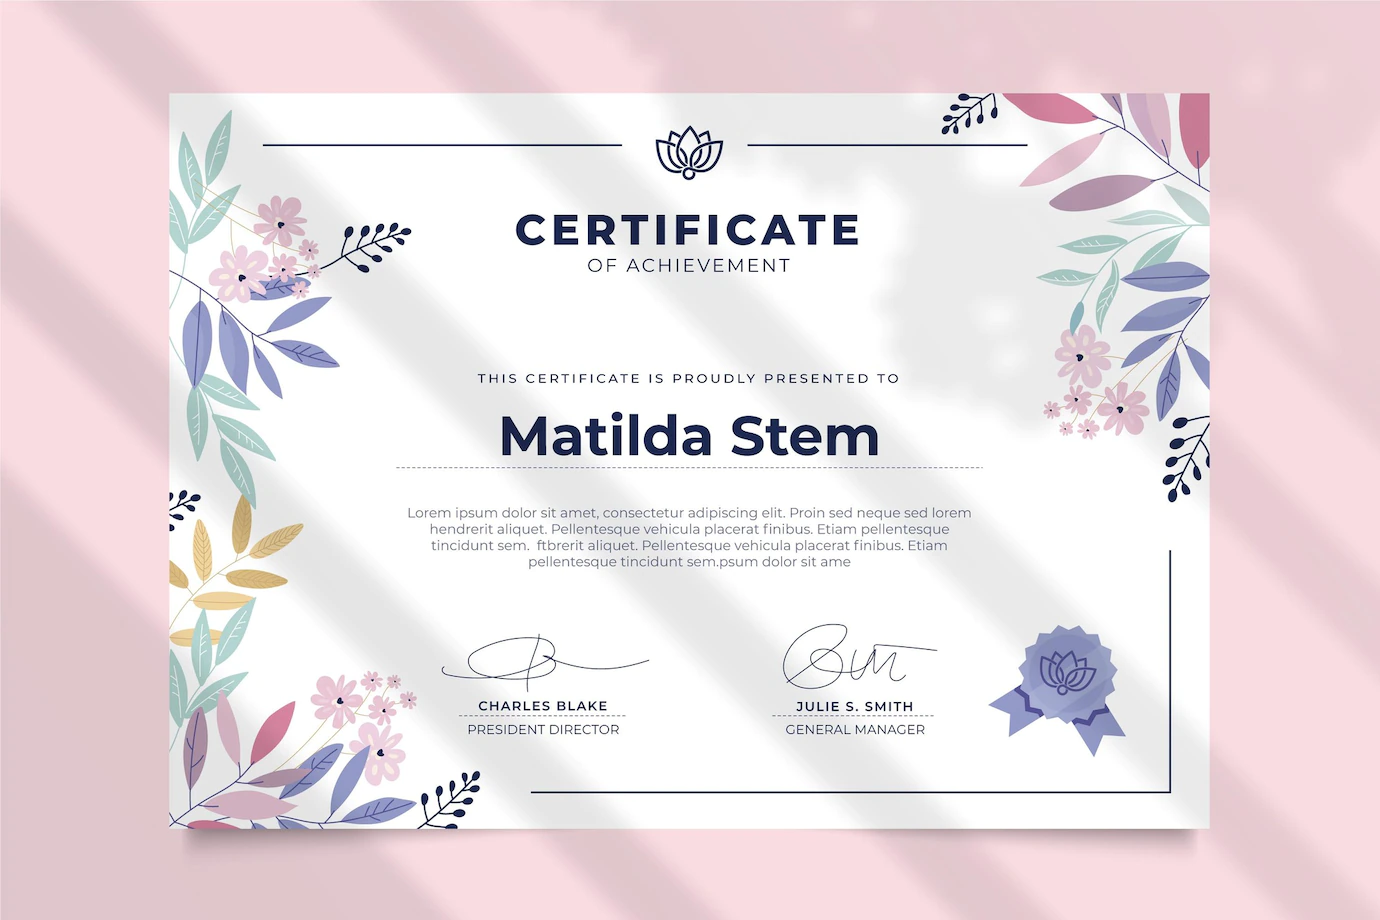 CERTIFICATE
OF ACHIEVEMENT
THIS CERTIFICATE IS PROUDLY PRESENTED TO
Matilda Stem
Lorem ipsum dolor sit amet, consectetur adipiscing elit. Proin sed neque sed lorem
hendrerit aliquet. Pellentesque vehicula placerat finibus. Etiam pellentesque
tincidunt sem. ftbrerit aliquet. Pellentesque vehicula placerat finibus. Etiam
pellentesque tincidunt sem.psum dolor sit ame
CHARLES BLAKE
PRESIDENT DIRECTOR
JULIE S. SMITH
GENERAL MANAGER